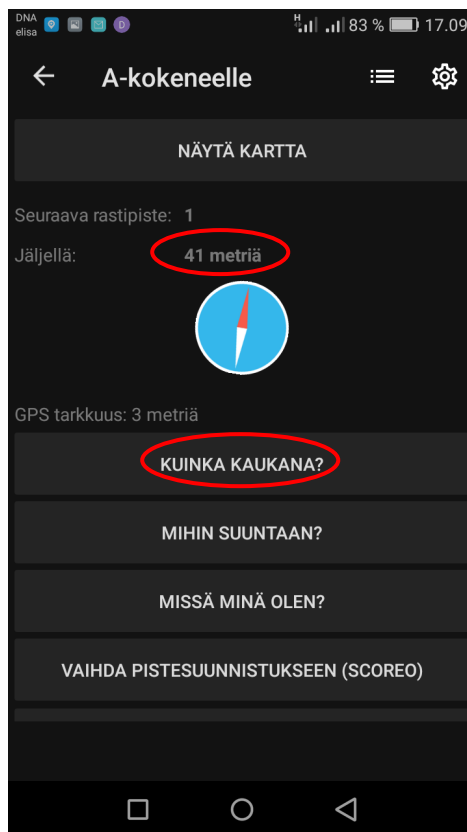 DNA
elisa
D
H
83 %
17.09
A-kokeneelle
NÄYTÄ KARTTA
Seuraava rastipiste: 1
Jäljellä: 41 metriä
GPS tarkkuus: 3 metriä
KUINKA KAUKANA?
MIHIN SUUNTAAN?
MISSÄ MINÄ OLEN?
VAIHDA PISTESUUNNISTUKSEEN (SCOREO)